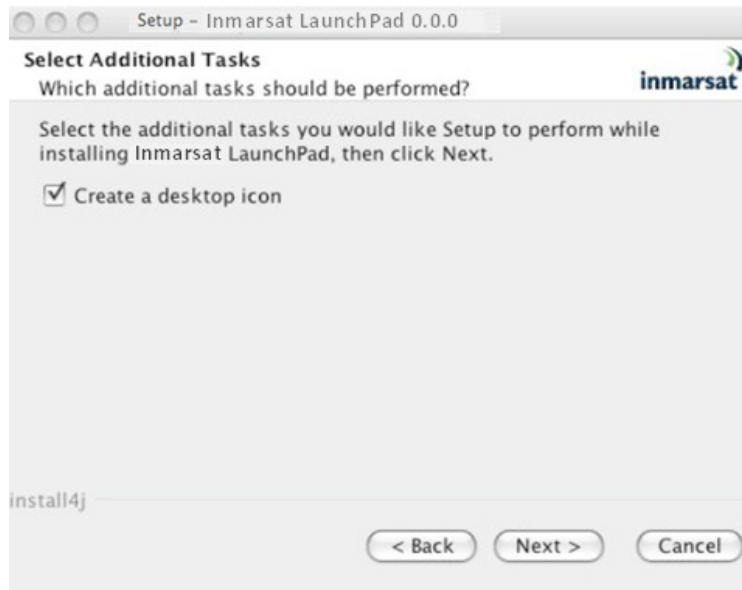 Setup – Inmarsat LaunchPad 0.0.0
Select Additional Tasks
Which additional tasks should be performed?
inmarsat
Select the additional tasks you would like Setup to perform while
installing Inmarsat LaunchPad, then click Next.
Create a desktop icon
install4j
< Back
Next >
Cancel